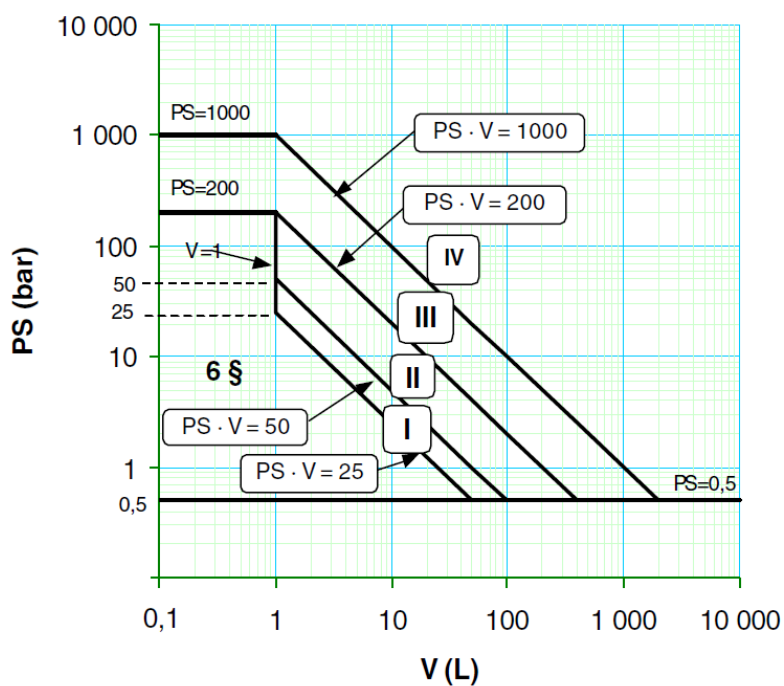 10 000
PS=1000
1 000
PS · V = 1000
PS=200
PS · V = 200
100
V=1
IV
50
25
III
PS (bar)
10
6 §
II
PS · V = 50
I
PS · V = 25
1
PS=0,5
0,5
0,1
1
10
100
1 000
10 000
V (L)